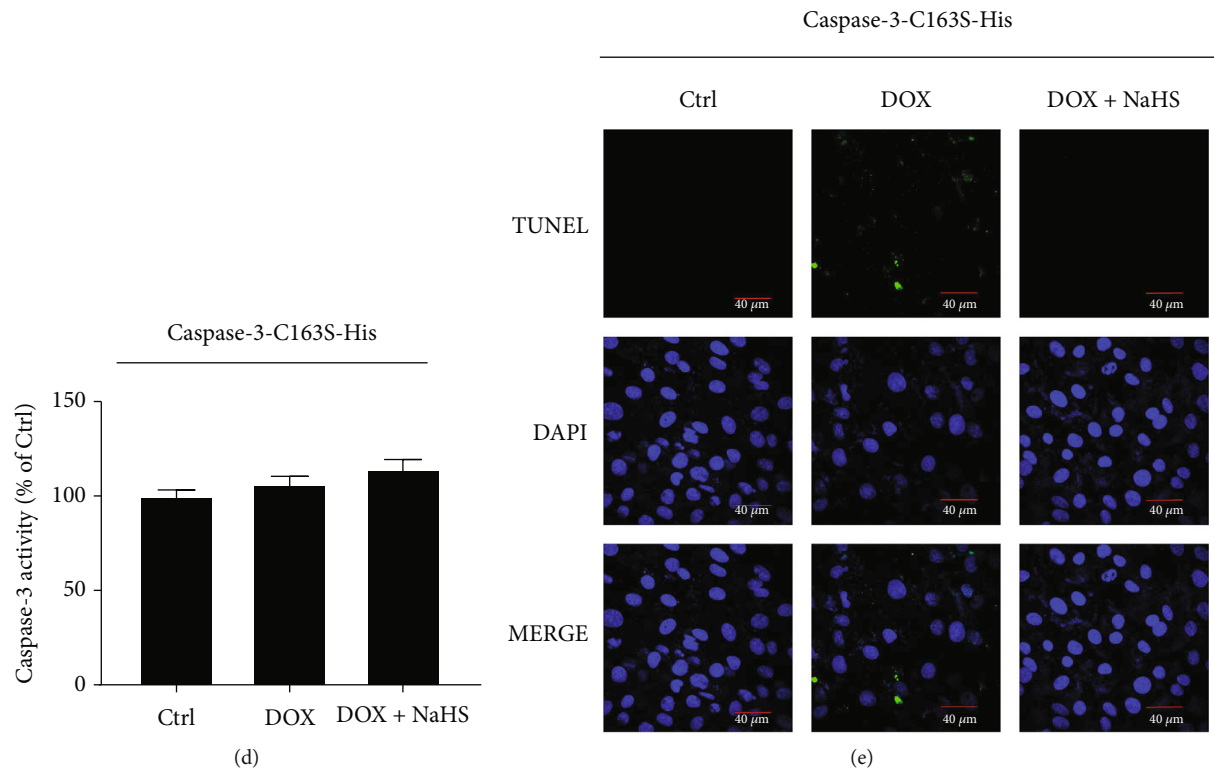 Caspase-3-C163S-His
Ctrl DOX DOX + NaHS
TUNEL
40 µm 40 µm 40 µm
DAPI
40 µm 40 µm 40 µm
MERGE
40 µm 40 µm 40 µm
(e)
Caspase-3-C163S-His
Caspase-3 activity (% of Ctrl)
150
100
50
0
Ctrl DOX DOX + NaHS
(d)